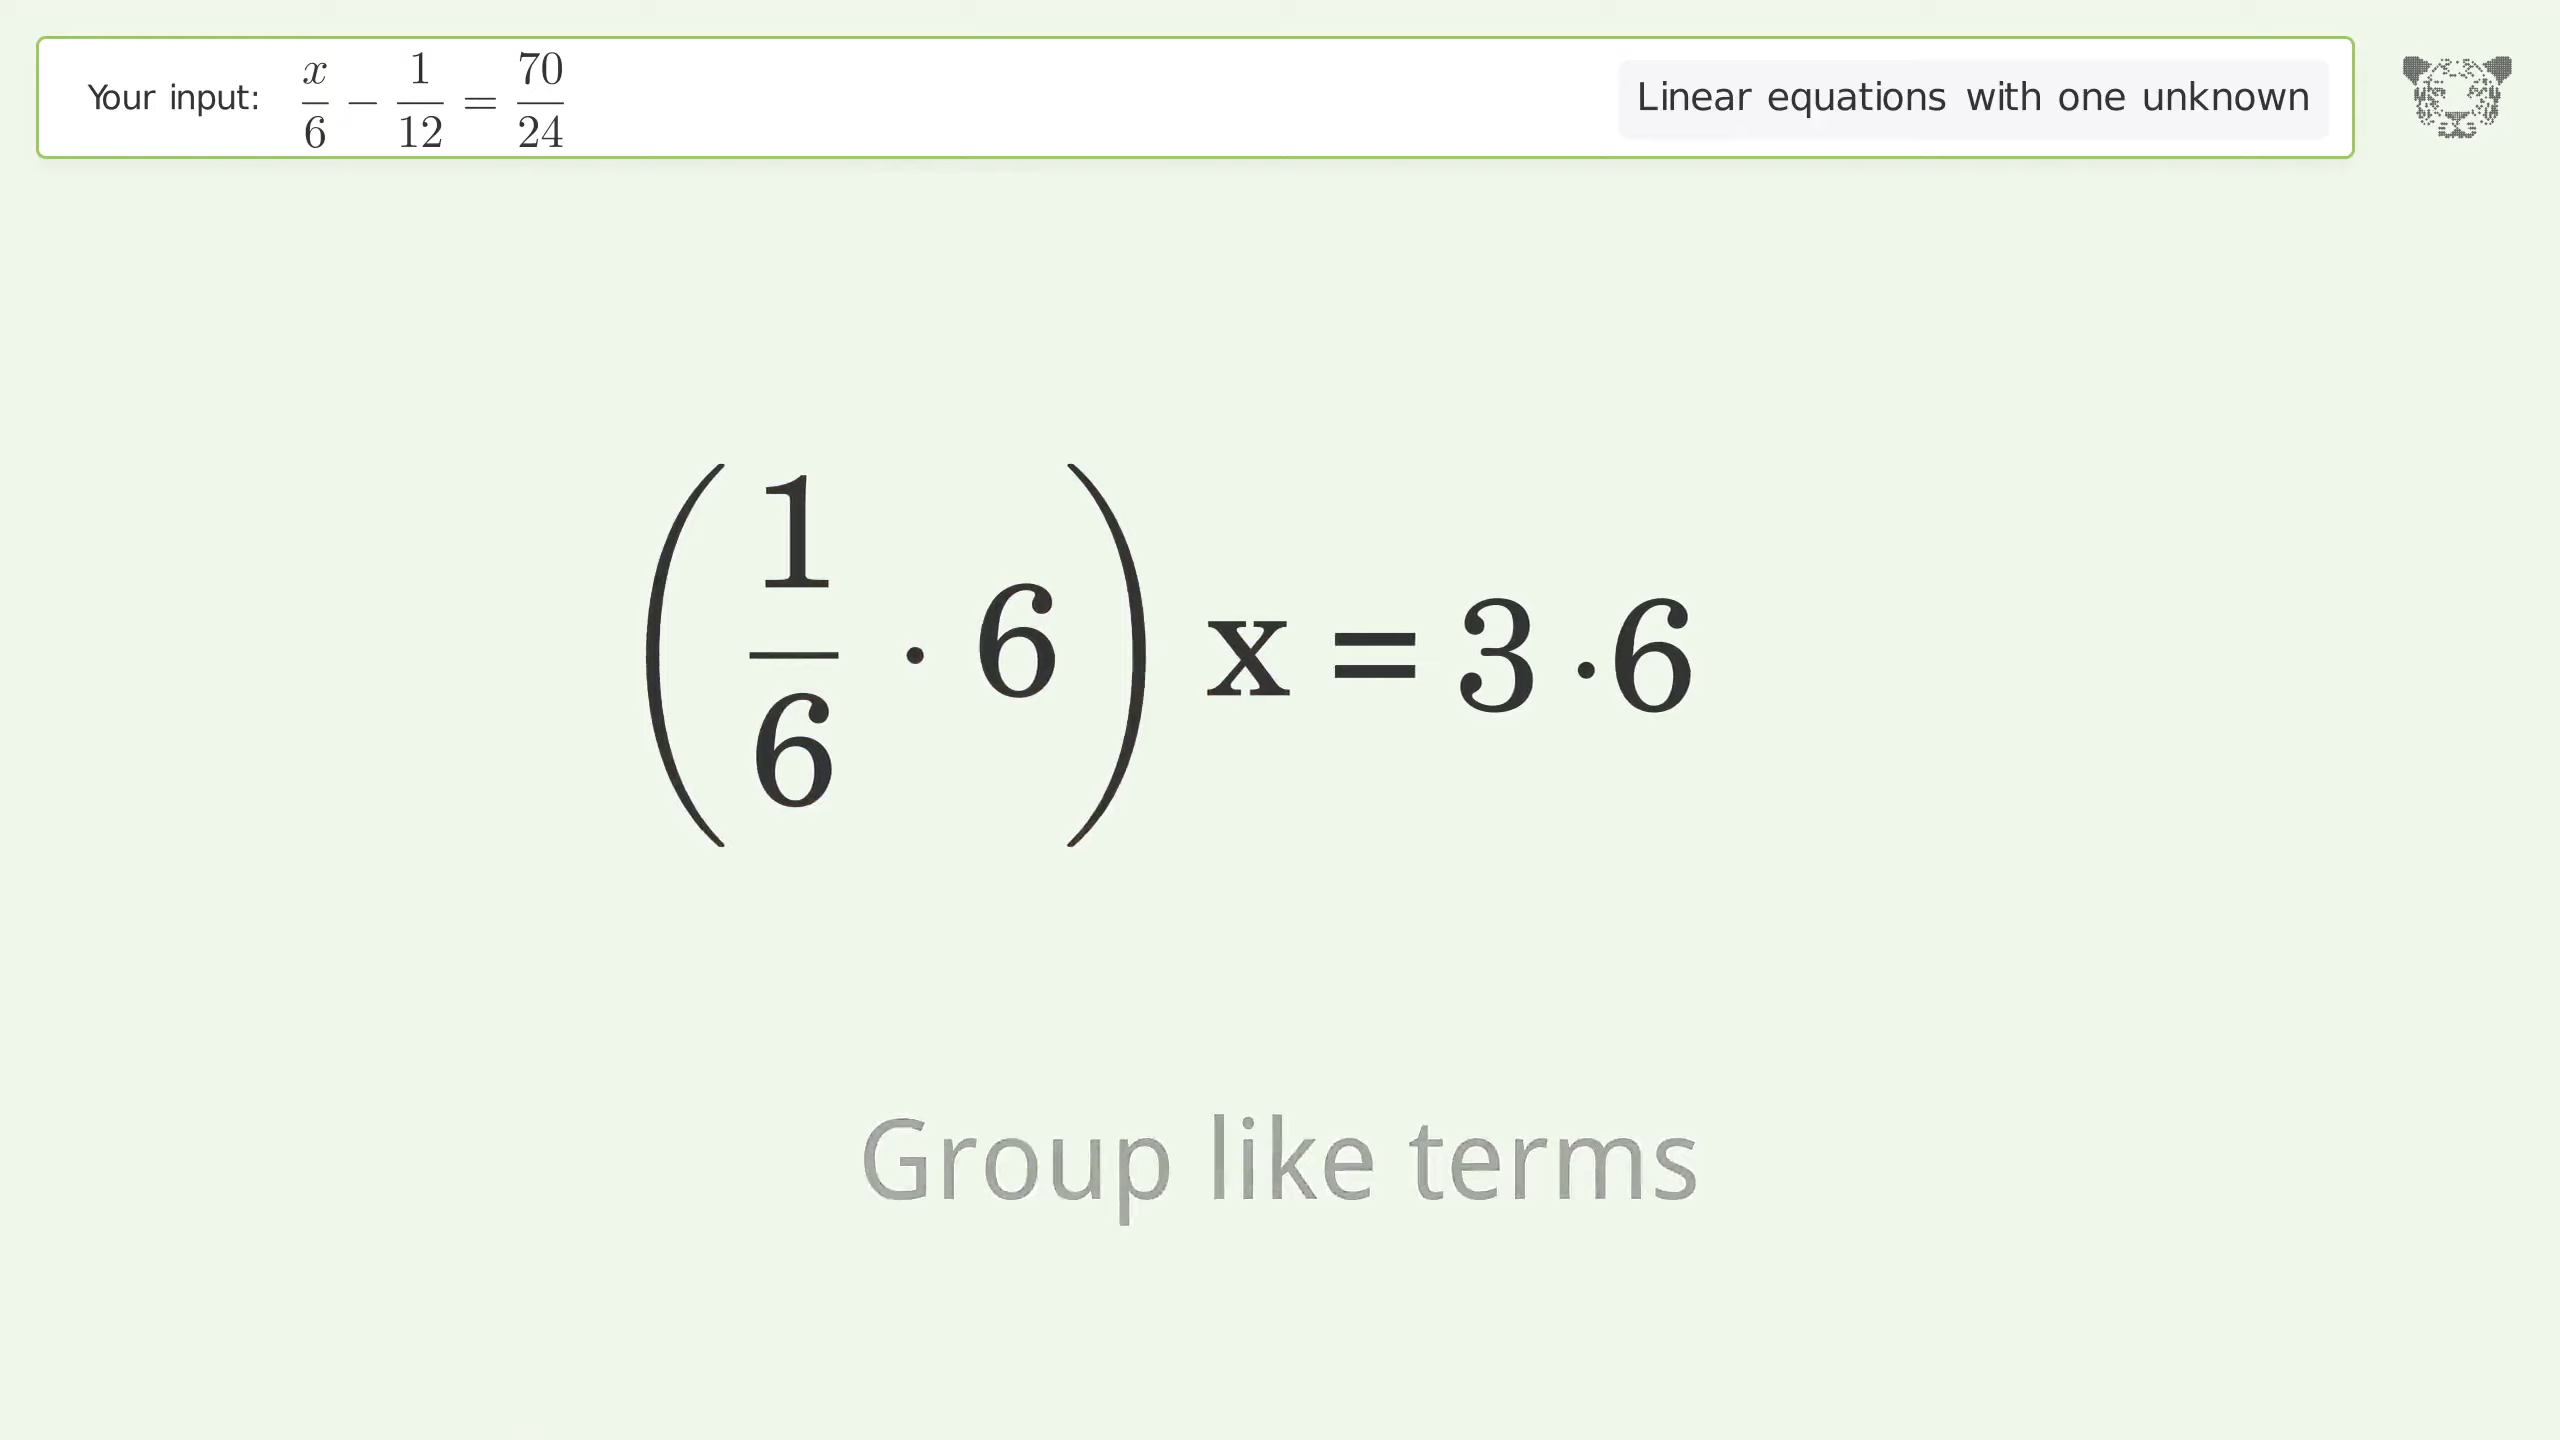 Your input: x/6 − 1/12 = 70/24
Linear equations with one unknown
(1/6 · 6) x = 3 · 6
Group like terms